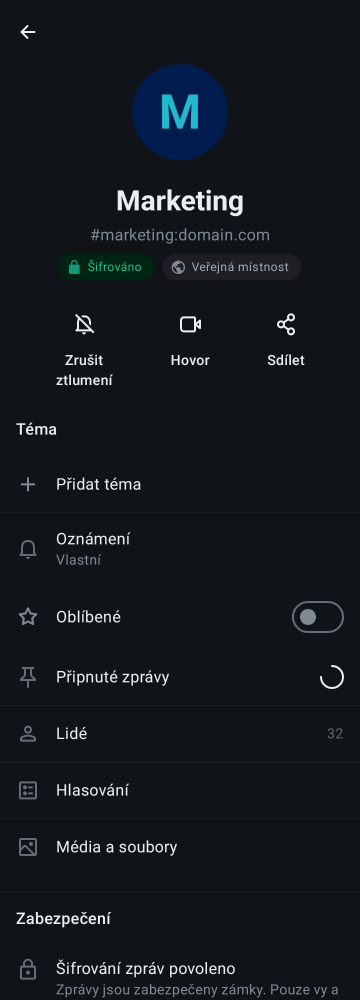 M
Marketing
#marketing:domain.com
Šifrováno
Veřejná místnost
Zrušit
ztlumení
Hovor
Sdílet
Téma
Přidat téma
Oznámení
Vlastní
Oblíbené
Připnuté zprávy
Lidé
32
Hlasování
Média a soubory
Zabezpečení
Šifrování zpráv povoleno
Zprávy jsou zabezpečeny zámky. Pouze vy a